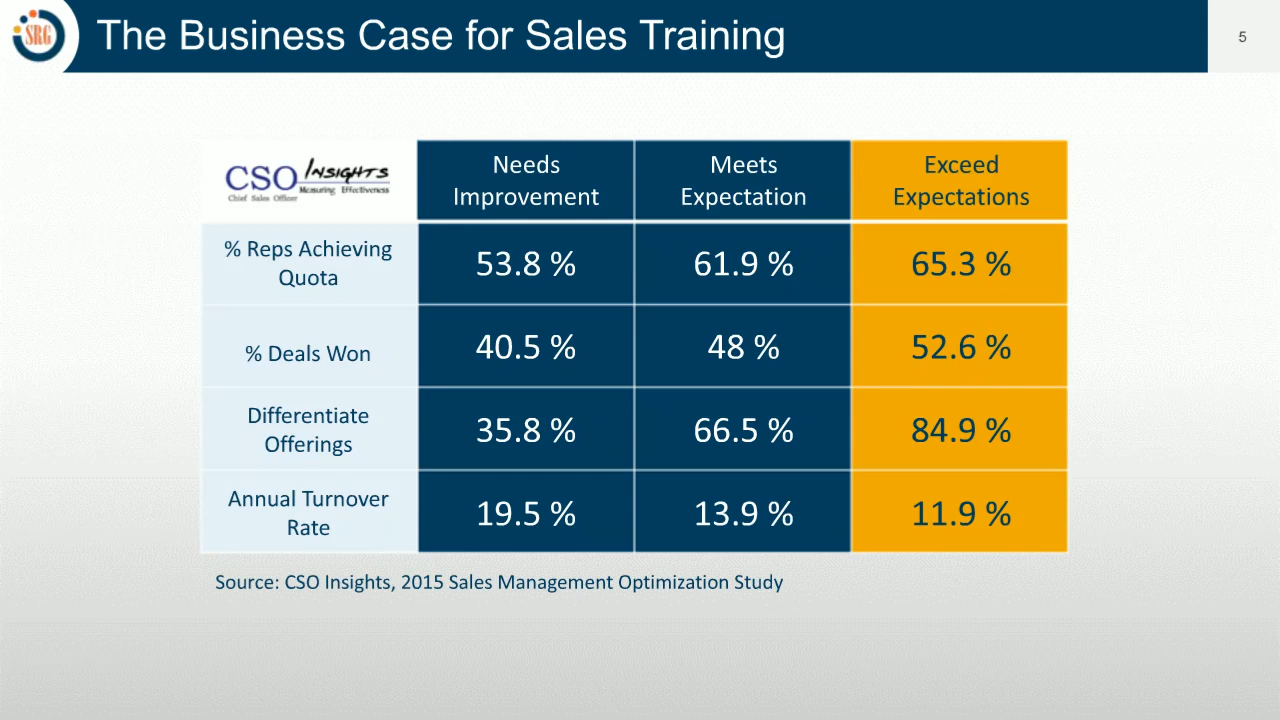 SRG
The Business Case for Sales Training
5
CSO INSIGHTS
Measuring Effectiveness
Chief Sales Officer
Needs
Improvement
Meets
Expectation
Exceed
Expectations
% Reps Achieving
Quota
53.8 %
61.9 %
65.3 %
% Deals Won
40.5 %
48 %
52.6 %
Differentiate
Offerings
35.8 %
66.5 %
84.9 %
Annual Turnover
Rate
19.5 %
13.9 %
11.9 %
Source: CSO Insights, 2015 Sales Management Optimization Study